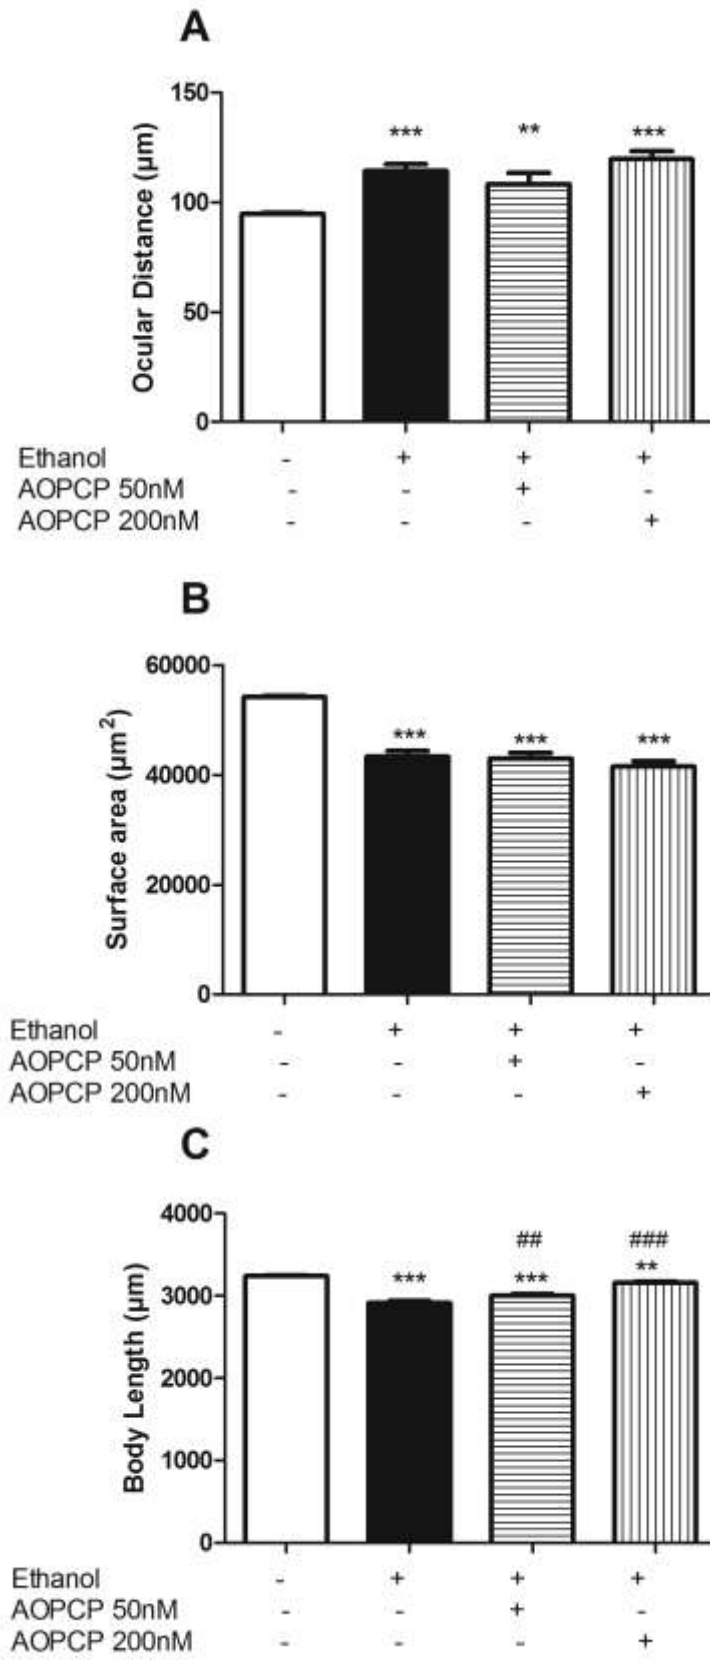 A
150
100
50
0
Ocular Distance (µm)
*** ** ***
Ethanol - + + +
AOPCP 50nM - - + -
AOPCP 200nM - - - +
B
60000
40000
20000
0
Surface area (µm²)
*** *** ***
Ethanol - + + +
AOPCP 50nM - - + -
AOPCP 200nM - - - +
C
4000
3000
2000
1000
0
Body Length (µm)
## ###
*** *** **
Ethanol - + + +
AOPCP 50nM - - + -
AOPCP 200nM - - - +